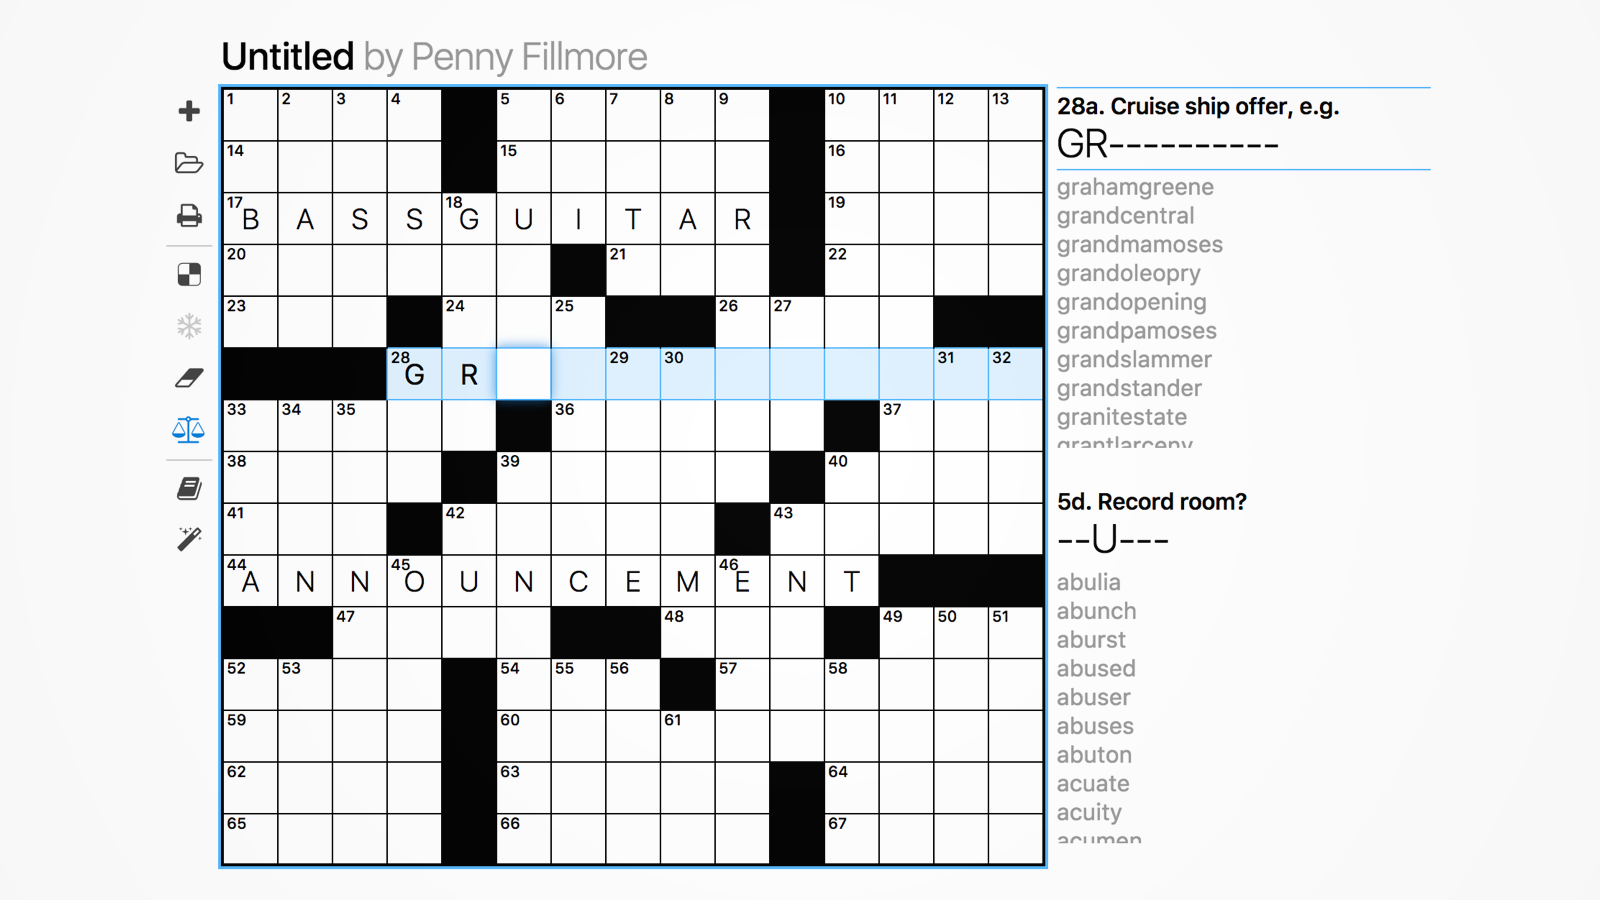 Untitled by Penny Fillmore
1 2 3 4 5 6 7 8 9 10 11 12 13
14 15 16
17 B A S S 18 G U I T A R 19
20 21 22
23 24 25 26 27
28 G R 29 30 31 32
33 34 35 36 37
38 39 40
41 42 43
44 A N N 45 O U N C E M 46 E N T
47 48 49 50 51
52 53 54 55 56 57 58
59 60 61
62 63 64
65 66 67
28a. Cruise ship offer, e.g.
GR----------
grahamgreene
grandcentral
grandmamoses
grandoleopry
grandopening
grandpamoses
grandslammer
grandstander
granitestate
grantlarceny
5d. Record room?
--U---
abulia
abunch
aburst
abused
abuser
abuses
abuton
acuate
acuity
acumen